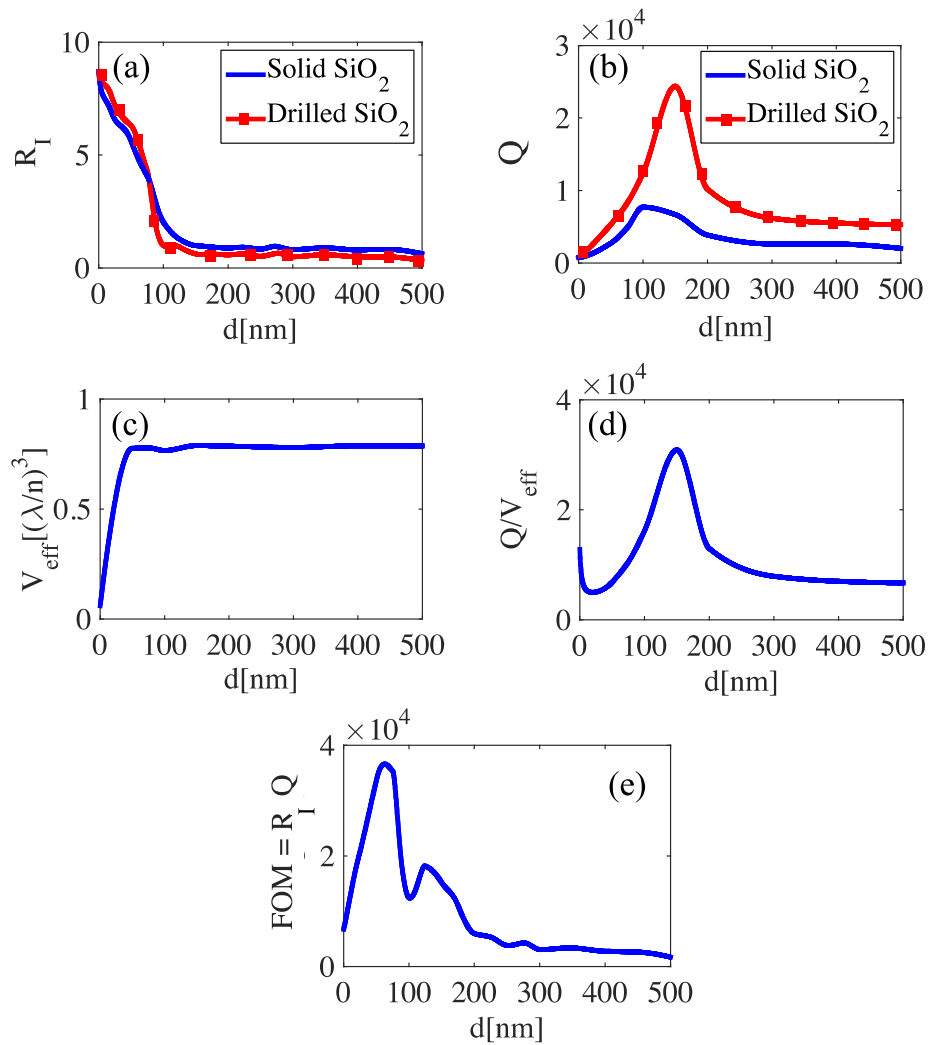 (a)
Solid SiO2
Drilled SiO2
10
5
0
R_I
0 100 200 300 400 500
d[nm]
×10^4
(b)
Solid SiO2
Drilled SiO2
3
2
1
0
Q
0 100 200 300 400 500
d[nm]
(c)
1
0.5
0
V_eff[(λ/n)^3]
0 100 200 300 400 500
d[nm]
×10^4
(d)
4
2
0
Q/V_eff
0 100 200 300 400 500
d[nm]
×10^4
(e)
4
2
0
FOM = R_I Q
0 100 200 300 400 500
d[nm]